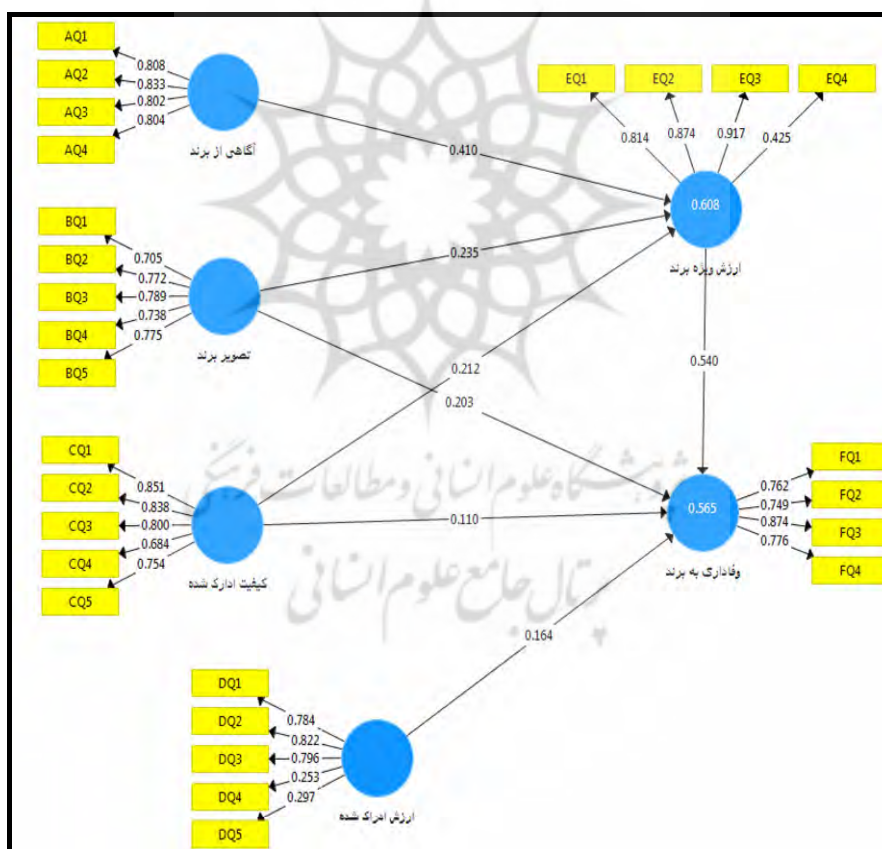 AQ1
AQ2
AQ3
AQ4
0.808
0.833
0.802
0.804
آگاهی از برند
BQ1
BQ2
BQ3
BQ4
BQ5
0.705
0.772
0.789
0.738
0.775
تصویر برند
CQ1
CQ2
CQ3
CQ4
CQ5
0.851
0.838
0.800
0.684
0.754
کیفیت ادارک شده
DQ1
DQ2
DQ3
DQ4
DQ5
0.784
0.822
0.796
0.253
0.297
ارزش ادراک شده
0.410
0.235
0.212
0.203
0.110
0.164
0.540
EQ1 EQ2 EQ3 EQ4
0.814 0.874 0.917 0.425
0.608
ارزش ویژه برند
0.565
وفاداری به برند
0.762
0.749
0.874
0.776
FQ1
FQ2
FQ3
FQ4
پژوهشگاه علوم انسانی و مطالعات فرهنگی
پرتال جامع علوم انسانی